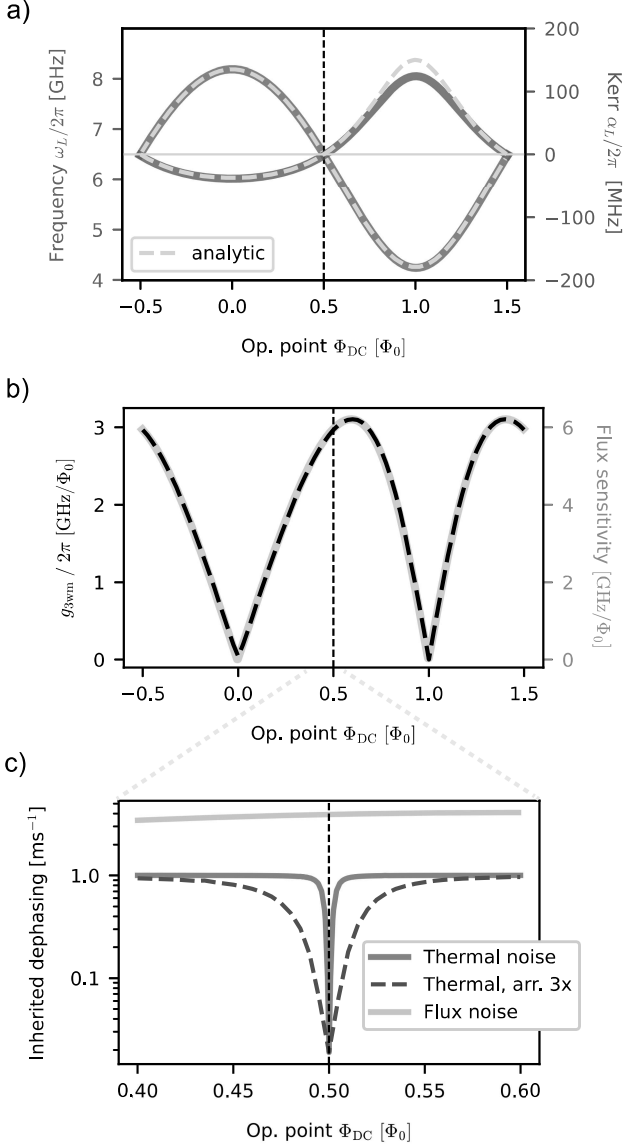 a)
Frequency ω_L/2π [GHz]
8
7
6
5
4
200
100
0
−100
−200
Kerr α_L/2π [MHz]
analytic
−0.5 0.0 0.5 1.0 1.5
Op. point Φ_DC [Φ_0]
b)
g_3wm / 2π [GHz/Φ_0]
3
2
1
0
6
4
2
0
Flux sensitivity [GHz/Φ_0]
−0.5 0.0 0.5 1.0 1.5
Op. point Φ_DC [Φ_0]
c)
Inherited dephasing [ms⁻¹]
1.0
0.1
Thermal noise
Thermal, arr. 3x
Flux noise
0.40 0.45 0.50 0.55 0.60
Op. point Φ_DC [Φ_0]